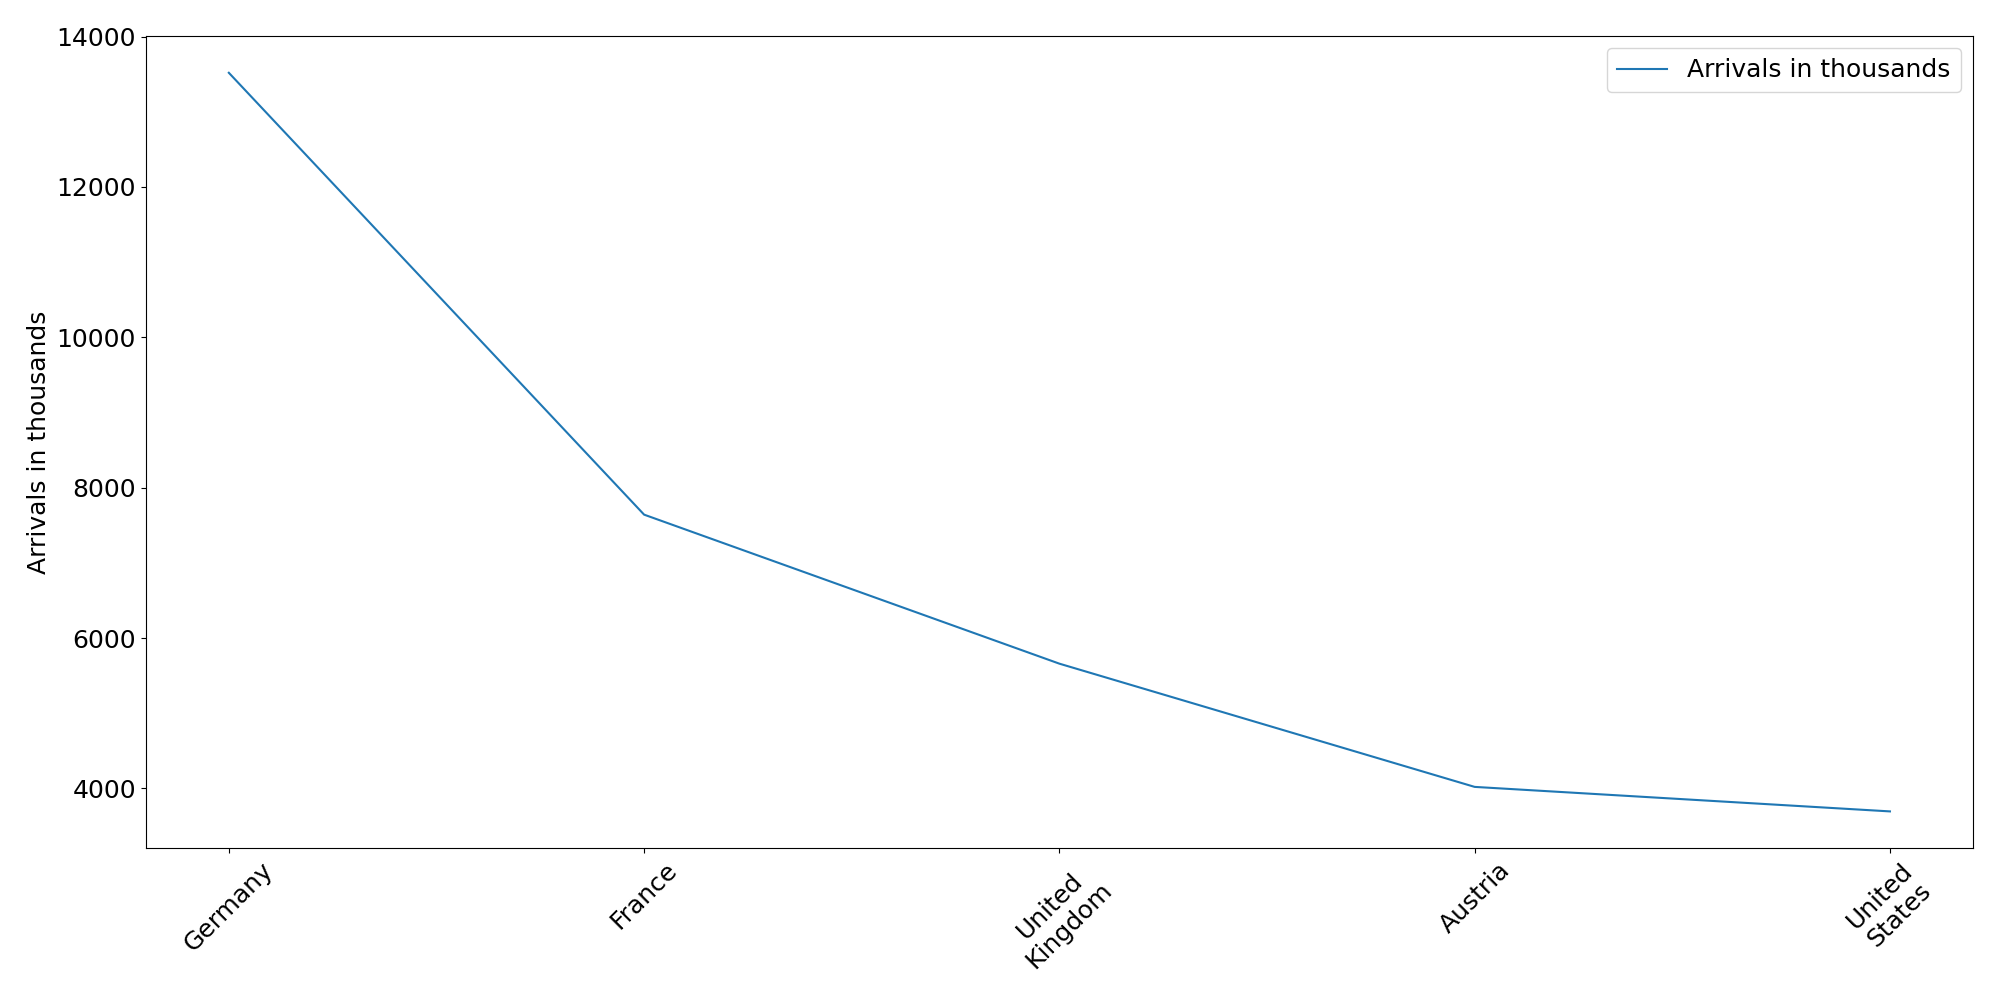 14000
12000
10000
8000
6000
4000
Arrivals in thousands
Arrivals in thousands
Germany
France
United
Kingdom
Austria
United
States